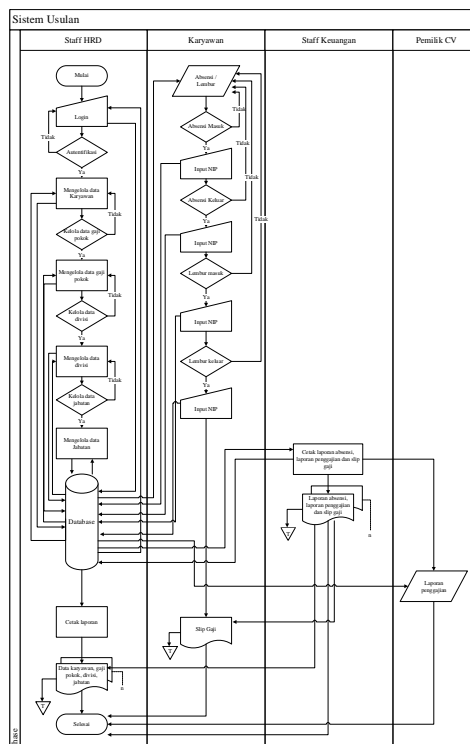 Sistem Usulan
Staff HRD
Karyawan
Staff Keuangan
Pemilik CV
Mulai
Login
Tidak
Autentifikasi
Ya
Mengelola data
Karyawan
Tidak
Kelola data gaji
pokok
Ya
Mengelola data gaji
pokok
Tidak
Kelola data
divisi
Ya
Mengelola data
divisi
Tidak
Kelola data
jabatan
Ya
Mengelola data
Jabatan
Database
Cetak laporan
Data karyawan, gaji
pokok, divisi,
jabatan
n
T
Selesai
Absensi /
Lembur
Tidak
Absensi Masuk
Tidak
Ya
Input NIP
Absensi Keluar
Tidak
Ya
Input NIP
Lembur masuk
Tidak
Ya
Input NIP
Lembur keluar
Ya
Input NIP
Slip Gaji
T
Cetak laporan absensi,
laporan penggajian dan slip
gaji
Laporan absensi,
laporan penggajian
dan slip gaji
n
T
Laporan
penggajian
hase